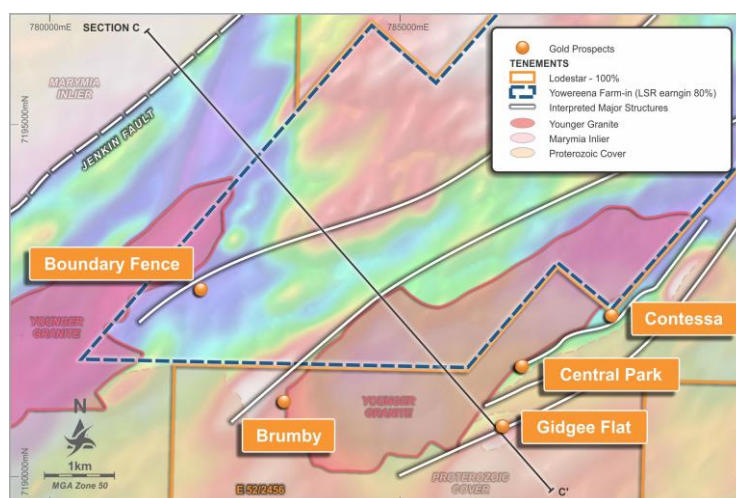 780000mE
SECTION C
785000mE
MARYMIA
INLIER
JENKIN FAULT
7195000mN
Gold Prospects
TENEMENTS
Lodestar - 100%
Yowereena Farm-in (LSR earngin 80%)
Interpreted Major Structures
Younger Granite
Marymia Inlier
Proterozoic Cover
Boundary Fence
YOUNGER
GRANITE
Contessa
Central Park
YOUNGER
GRANITE
Brumby
Gidgee Flat
N
1km
MGA Zone 50
7190000mN
E 52/2456
PROTEROZOIC
COVER
C'